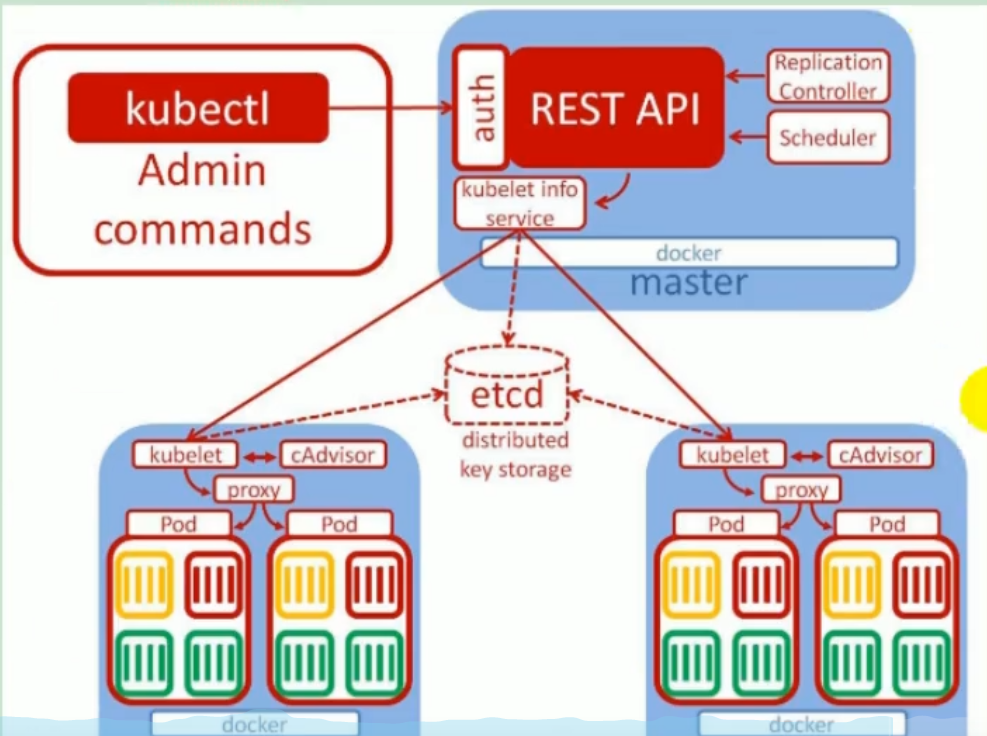 kubectl
Admin
commands
auth
REST API
Replication
Controller
Scheduler
kubelet info
service
docker
master
etcd
distributed
key storage
kubelet
cAdvisor
proxy
Pod
Pod
docker
kubelet
cAdvisor
proxy
Pod
Pod
docker